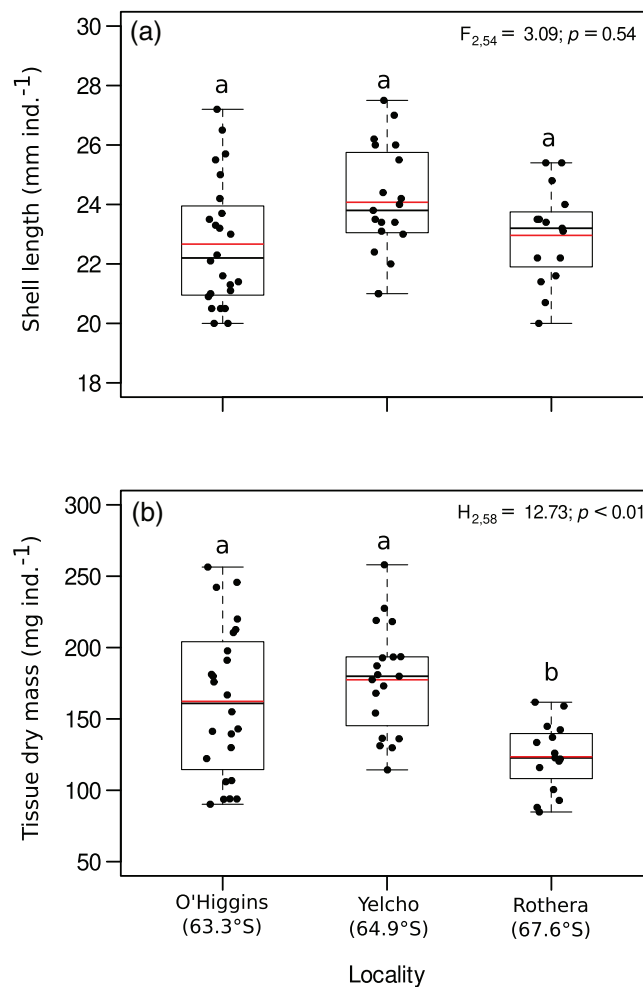 (a)
F2,54 = 3.09; p = 0.54
30
28
26
24
22
20
18
Shell length (mm ind.-1)
a
a
a
(b)
H2,58 = 12.73; p < 0.01
300
250
200
150
100
50
Tissue dry mass (mg ind.-1)
a
a
b
O'Higgins
(63.3°S)
Yelcho
(64.9°S)
Rothera
(67.6°S)
Locality